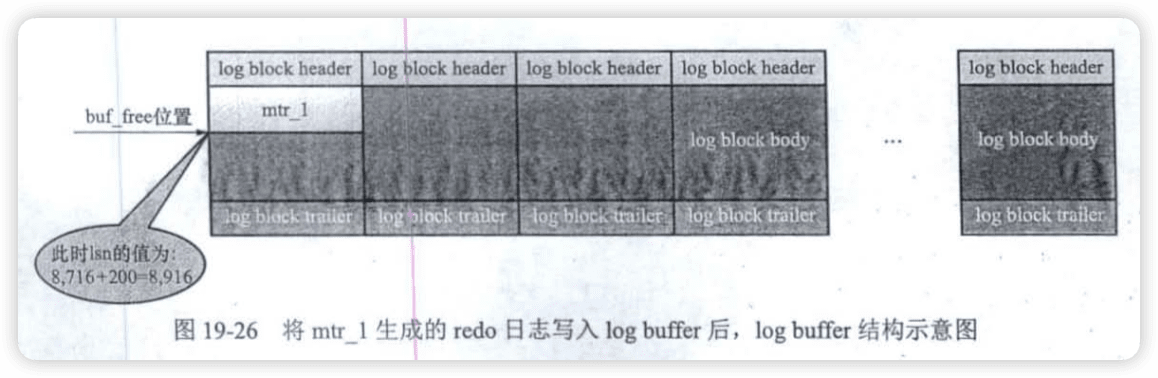 log block header log block header log block header log block header log block header
buf_free位置 mtr_1
log block body ... log block body
log block trailer log block trailer log block trailer log block trailer log block trailer
此时lsn的值为:
8,716+200=8,916
图 19-26 将 mtr_1 生成的 redo 日志写入 log buffer 后，log buffer 结构示意图